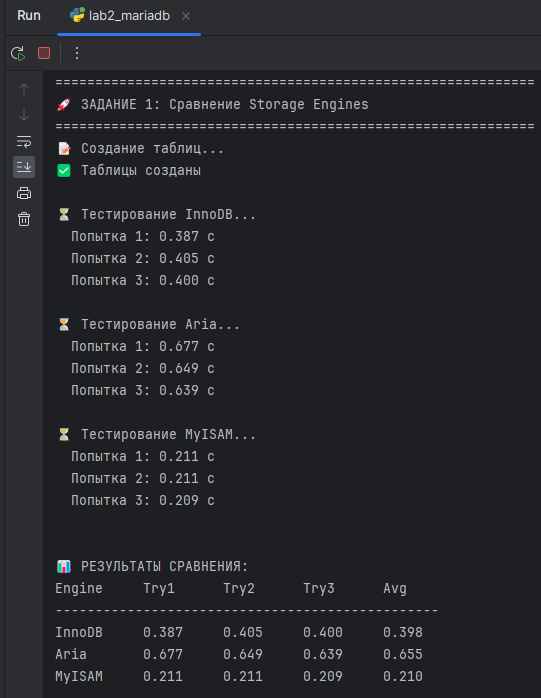 Run lab2_mariadb
============================================================
🚀 ЗАДАНИЕ 1: Сравнение Storage Engines
============================================================
📝 Создание таблиц...
✅ Таблицы созданы
⏳ Тестирование InnoDB...
Попытка 1: 0.387 с
Попытка 2: 0.405 с
Попытка 3: 0.400 с
⏳ Тестирование Aria...
Попытка 1: 0.677 с
Попытка 2: 0.649 с
Попытка 3: 0.639 с
⏳ Тестирование MyISAM...
Попытка 1: 0.211 с
Попытка 2: 0.211 с
Попытка 3: 0.209 с
📊 РЕЗУЛЬТАТЫ СРАВНЕНИЯ:
Engine Try1 Try2 Try3 Avg
------------------------------------------------
InnoDB 0.387 0.405 0.400 0.398
Aria 0.677 0.649 0.639 0.655
MyISAM 0.211 0.211 0.209 0.210